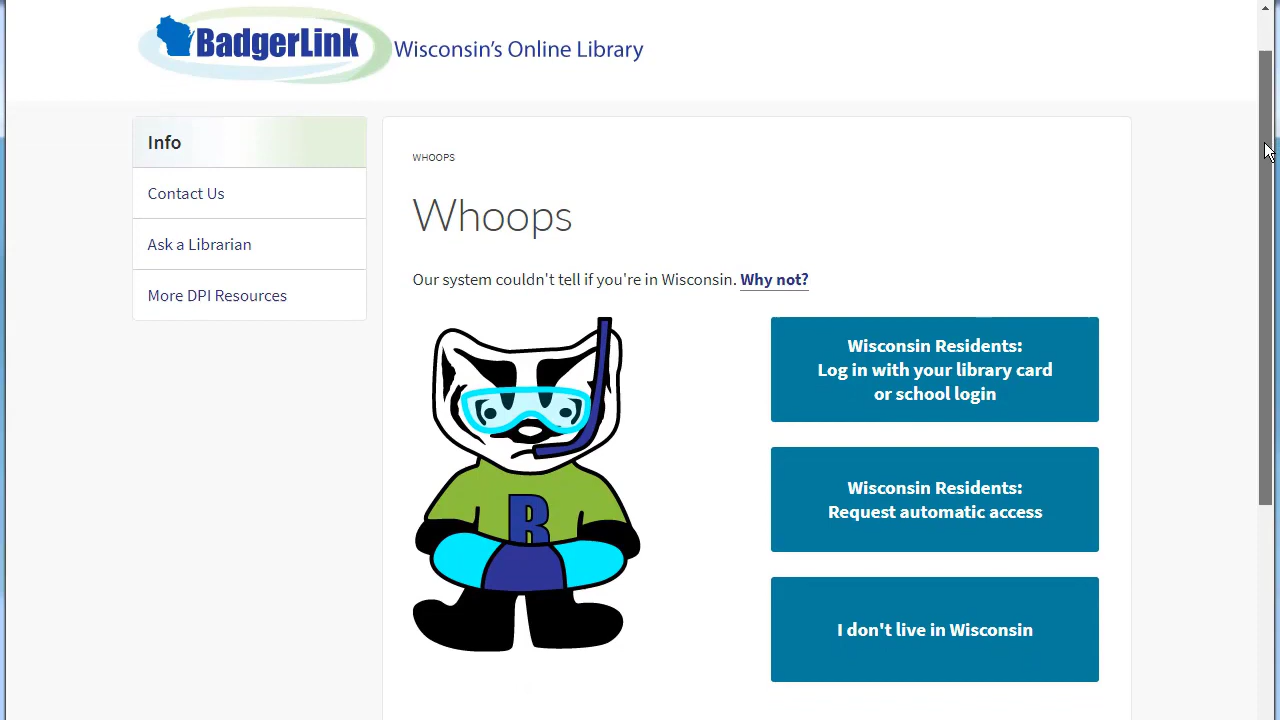 BadgerLink
Wisconsin's Online Library
Info
Contact Us
Ask a Librarian
More DPI Resources
WHOOPS
Whoops
Our system couldn't tell if you're in Wisconsin. Why not?
B
Wisconsin Residents:
Log in with your library card
or school login
Wisconsin Residents:
Request automatic access
I don't live in Wisconsin